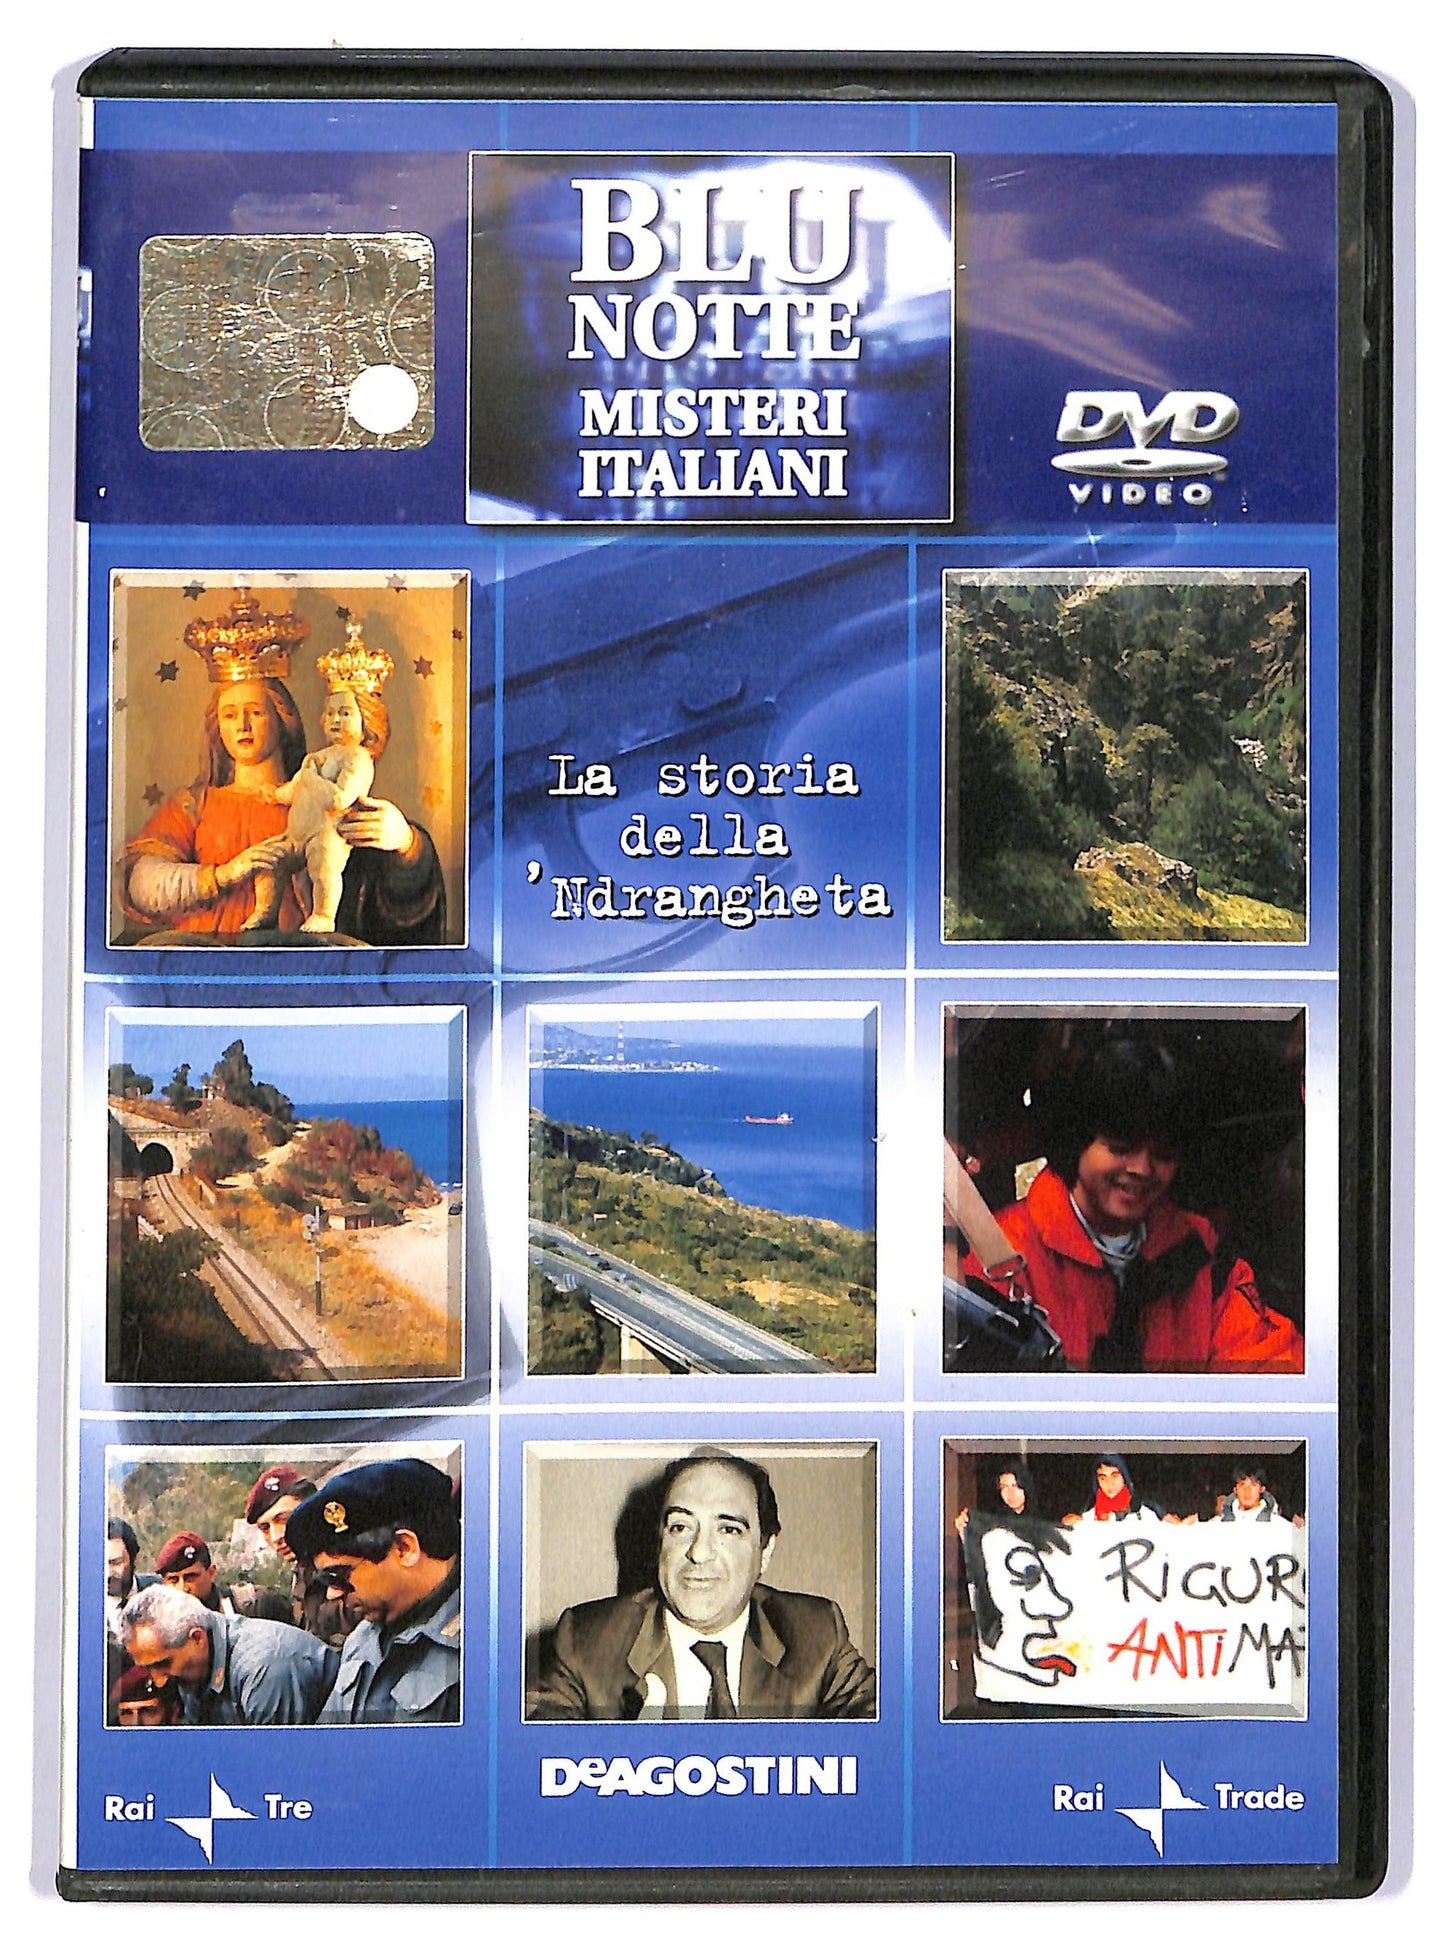 BLU
NOTTE
MISTERI
ITALIANI
DVD
VIDEO
La storia
della
'Ndrangheta
RiGUR
ANTiMA
DeAGOSTINI
Rai Tre
Rai Trade